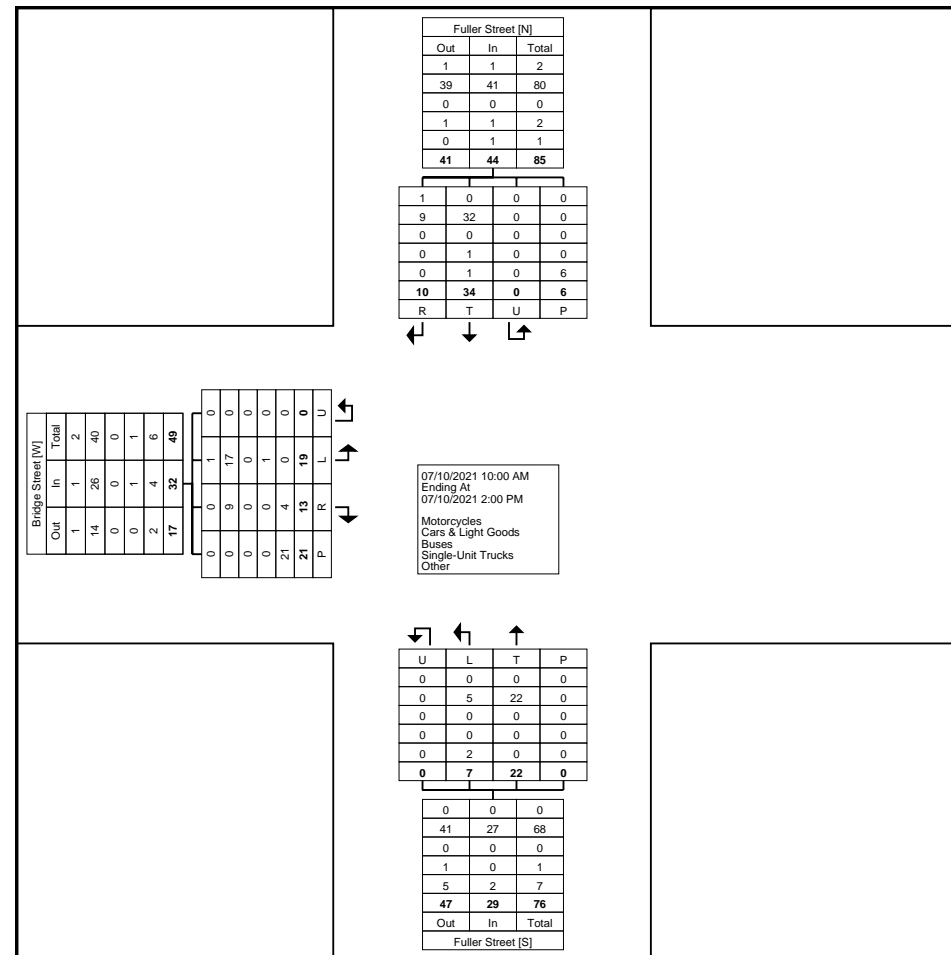 Fuller Street [N]
Out In Total
1 1 2
39 41 80
0 0 0
1 1 2
0 1 1
41 44 85
1 0 0 0
9 32 0 0
0 0 0 0
0 1 0 0
0 1 0 6
10 34 0 6
R T U P
Bridge Street [W]
Out In Total
1 1 2
14 26 40
0 0 0
0 1 1
2 4 6
17 32 49
0 0 0 0 0 0 U
1 17 0 1 0 19 L
0 9 0 0 4 13 R
0 0 0 0 21 21 P
07/10/2021 10:00 AM
Ending At
07/10/2021 2:00 PM
Motorcycles
Cars & Light Goods
Buses
Single-Unit Trucks
Other
U L T P
0 0 0 0
0 5 22 0
0 0 0 0
0 0 0 0
0 2 0 0
0 7 22 0
0 0 0
41 27 68
0 0 0
1 0 1
5 2 7
47 29 76
Out In Total
Fuller Street [S]